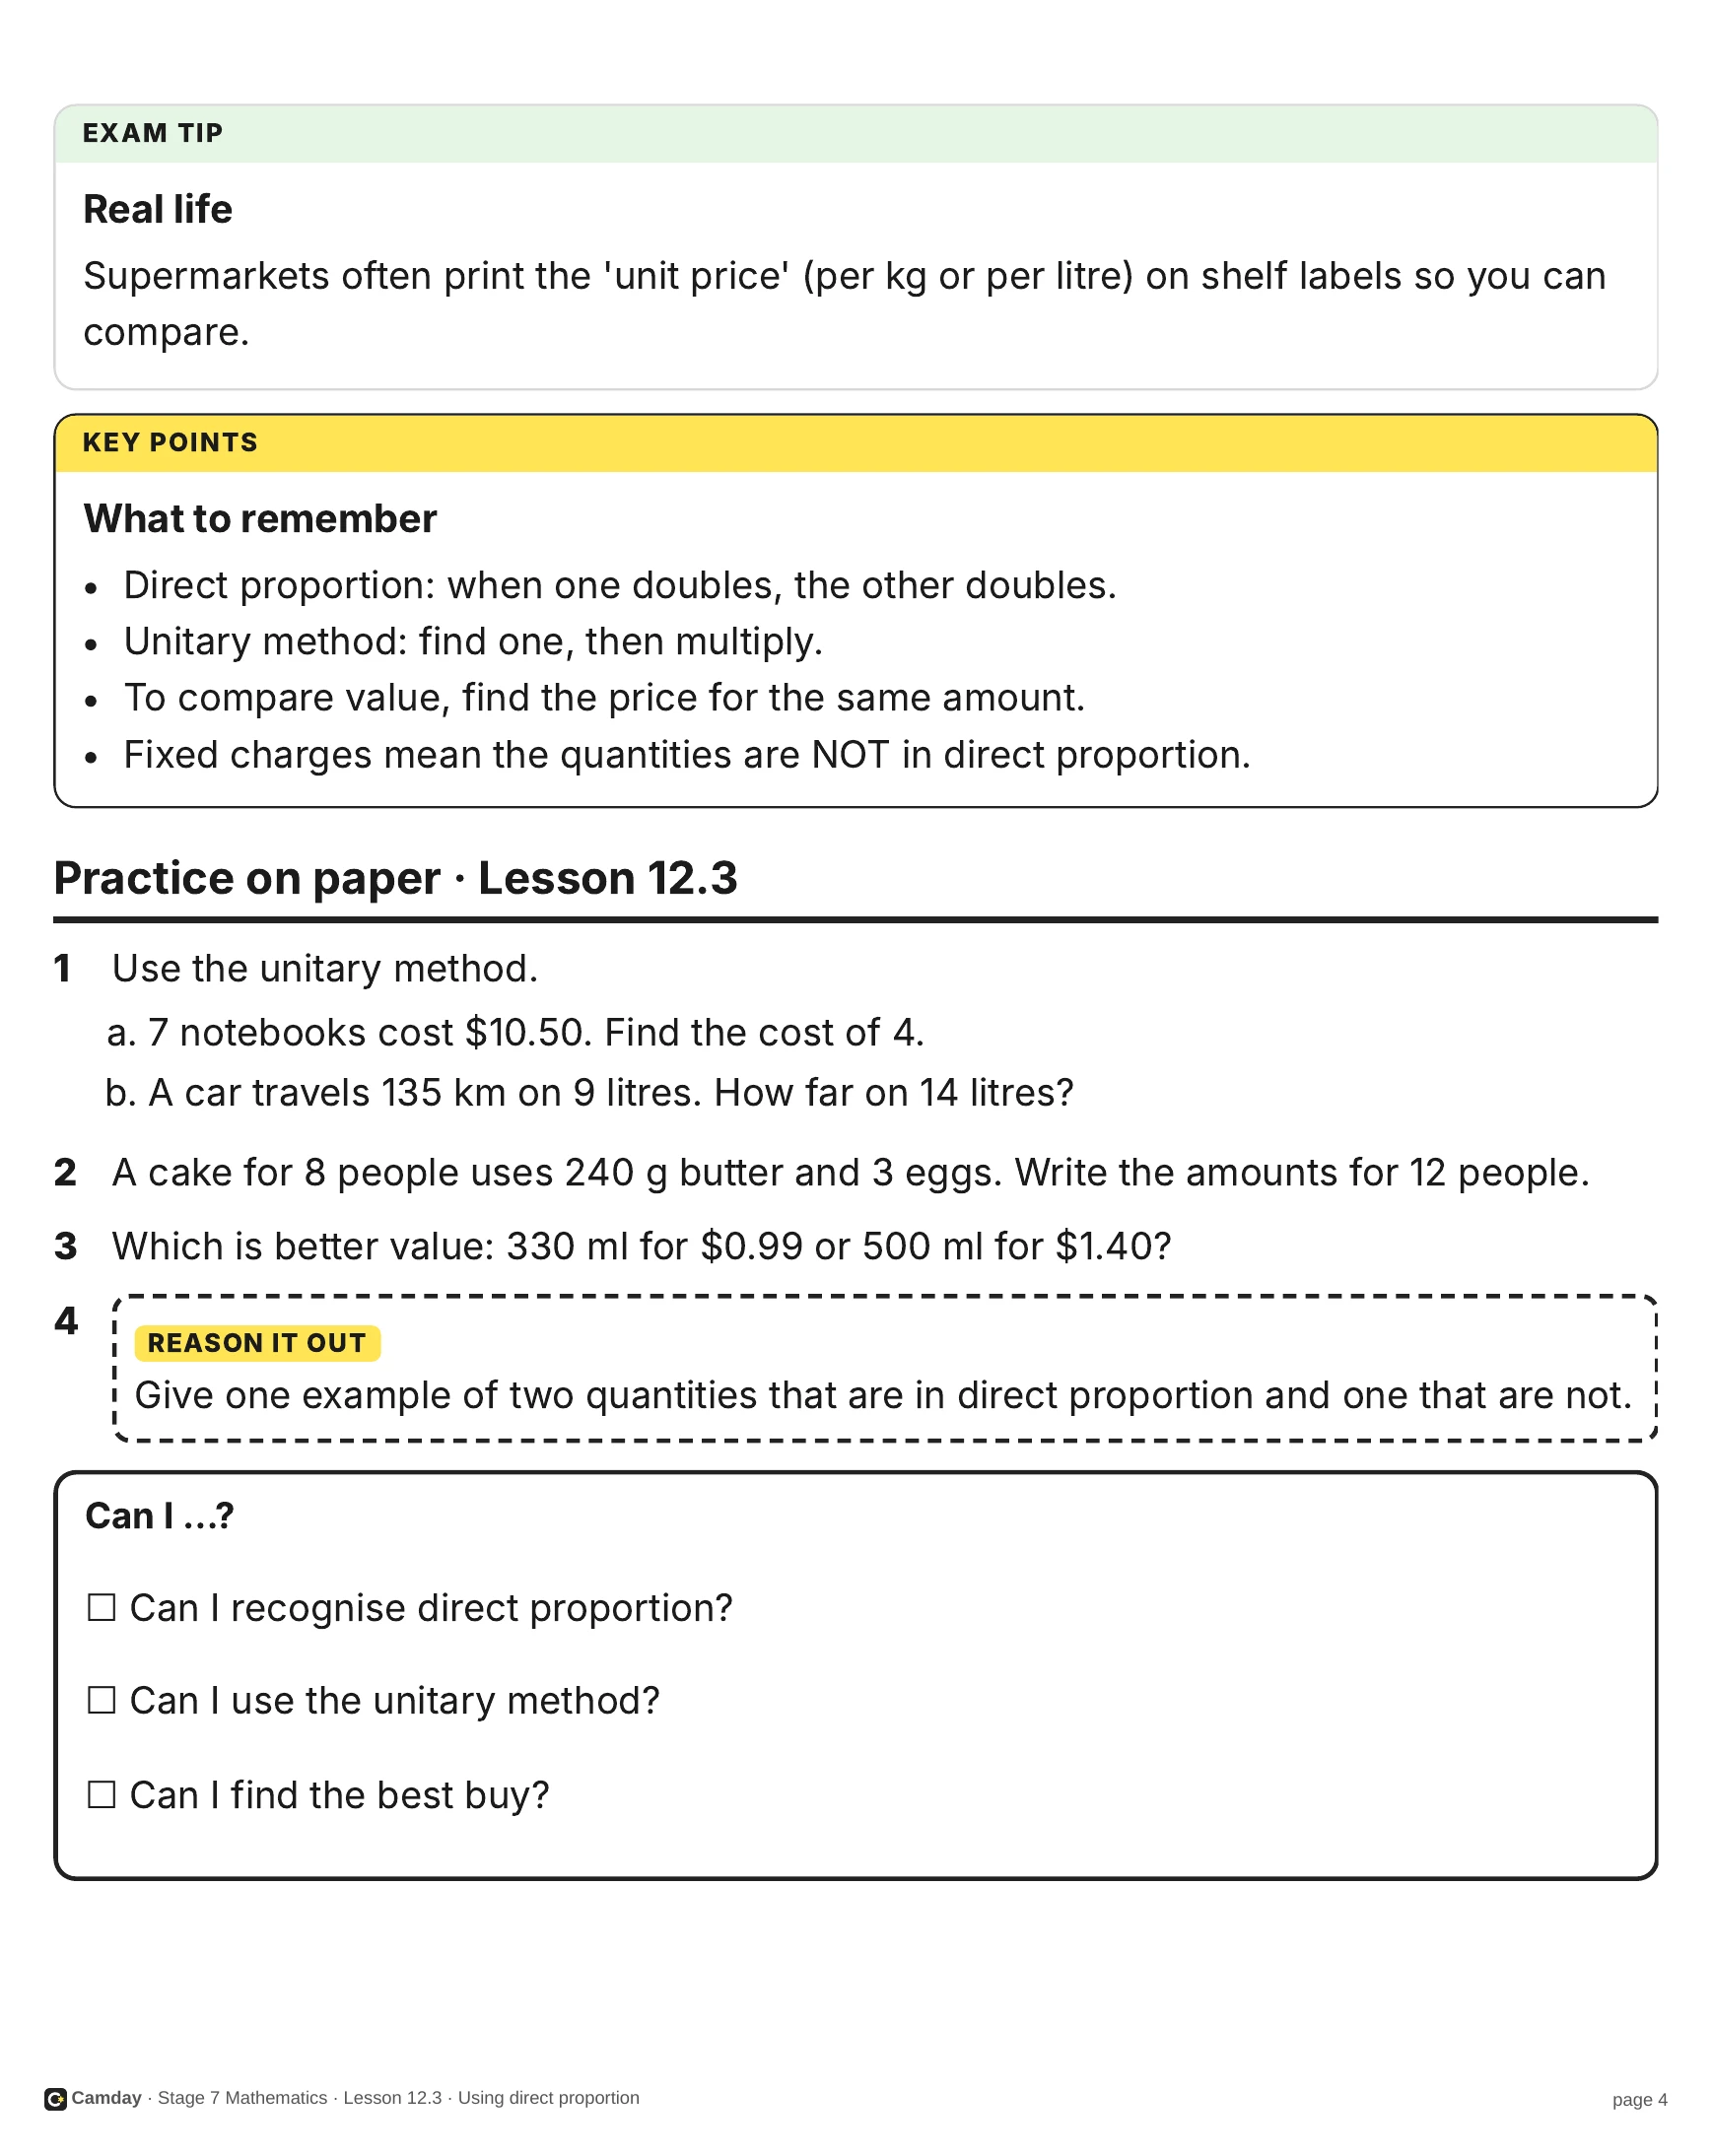 EXAM TIP
Real life
Supermarkets often print the 'unit price' (per kg or per litre) on shelf labels so you can
compare.
KEY POINTS
What to remember
• Direct proportion: when one doubles, the other doubles.
• Unitary method: find one, then multiply.
• To compare value, find the price for the same amount.
• Fixed charges mean the quantities are NOT in direct proportion.
Practice on paper · Lesson 12.3
1 Use the unitary method.
a. 7 notebooks cost $10.50. Find the cost of 4.
b. A car travels 135 km on 9 litres. How far on 14 litres?
2 A cake for 8 people uses 240 g butter and 3 eggs. Write the amounts for 12 people.
3 Which is better value: 330 ml for $0.99 or 500 ml for $1.40?
4 REASON IT OUT
Give one example of two quantities that are in direct proportion and one that are not.
Can I ...?
☐ Can I recognise direct proportion?
☐ Can I use the unitary method?
☐ Can I find the best buy?
Camday · Stage 7 Mathematics · Lesson 12.3 · Using direct proportion page 4